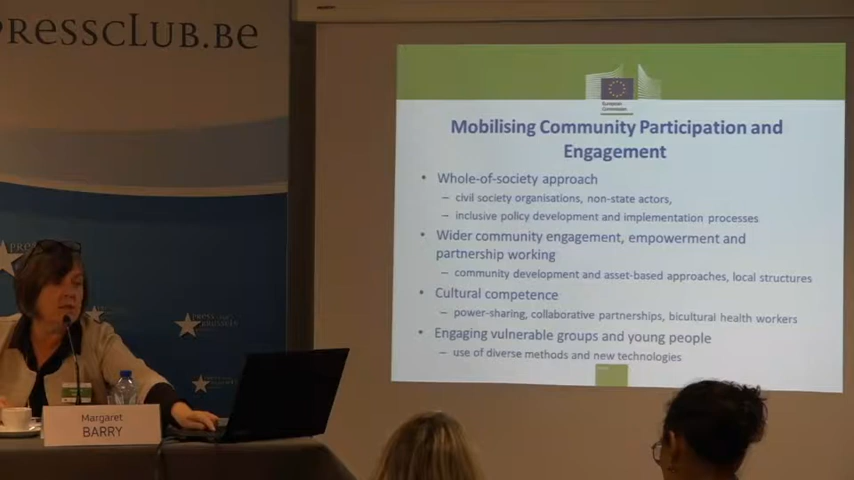 PRESSCLUB.BE
European
Commission
Mobilising Community Participation and
Engagement
• Whole-of-society approach
– civil society organisations, non-state actors,
– inclusive policy development and implementation processes
• Wider community engagement, empowerment and
partnership working
– community development and asset-based approaches, local structures
• Cultural competence
– power-sharing, collaborative partnerships, bicultural health workers
• Engaging vulnerable groups and young people
– use of diverse methods and new technologies
Margaret
BARRY